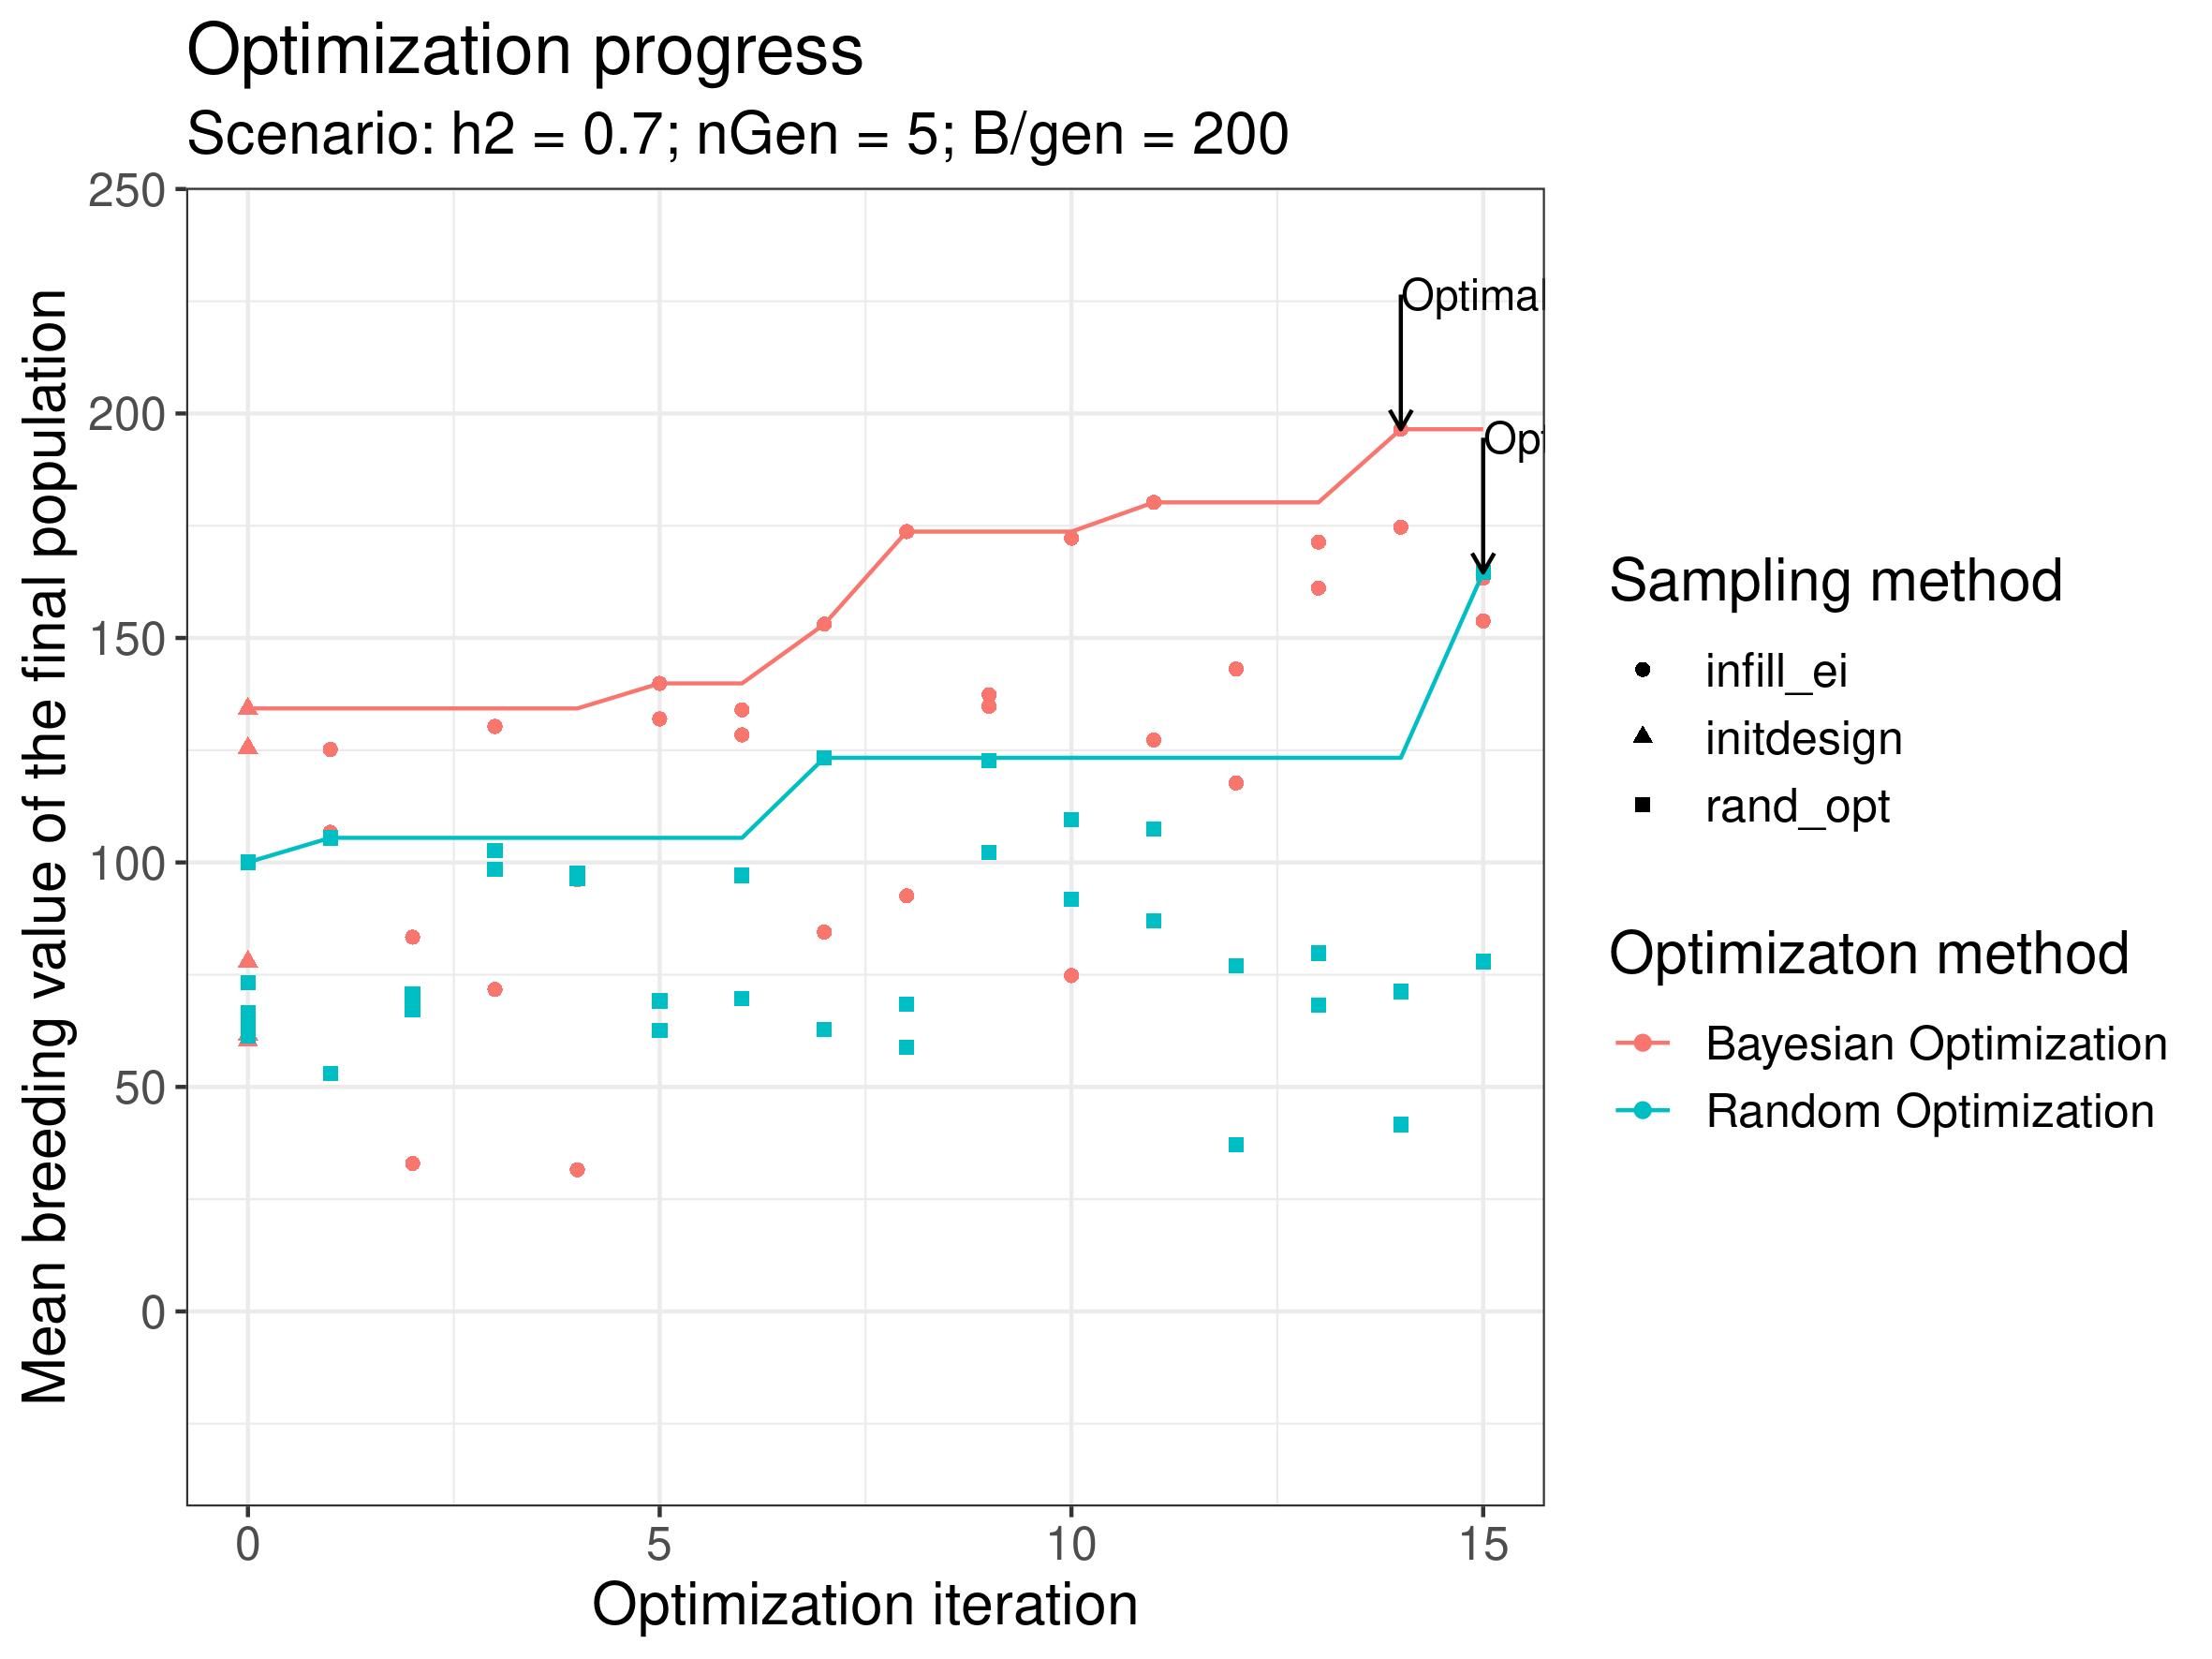 Optimization progress
Scenario: h2 = 0.7; nGen = 5; B/gen = 200
Mean breeding value of the final population
250
200
150
100
50
0
Optimal
Opt
0 5 10 15
Optimization iteration
Sampling method
infill_ei
initdesign
rand_opt
Optimizaton method
Bayesian Optimization
Random Optimization